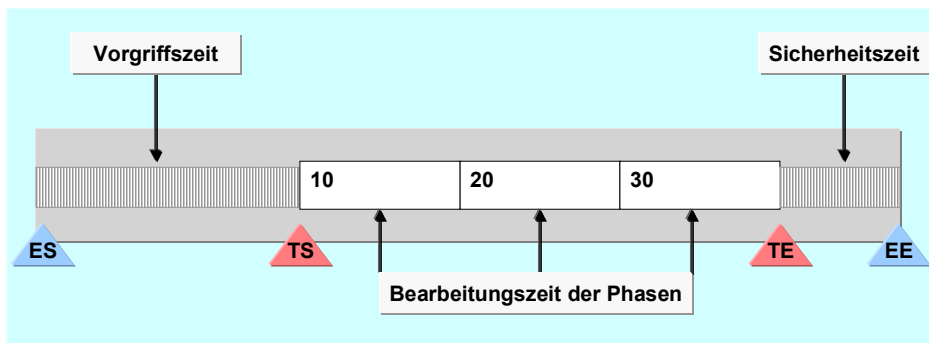 Vorgriffszeit
Sicherheitszeit
10
20
30
ES
TS
TE
EE
Bearbeitungszeit der Phasen